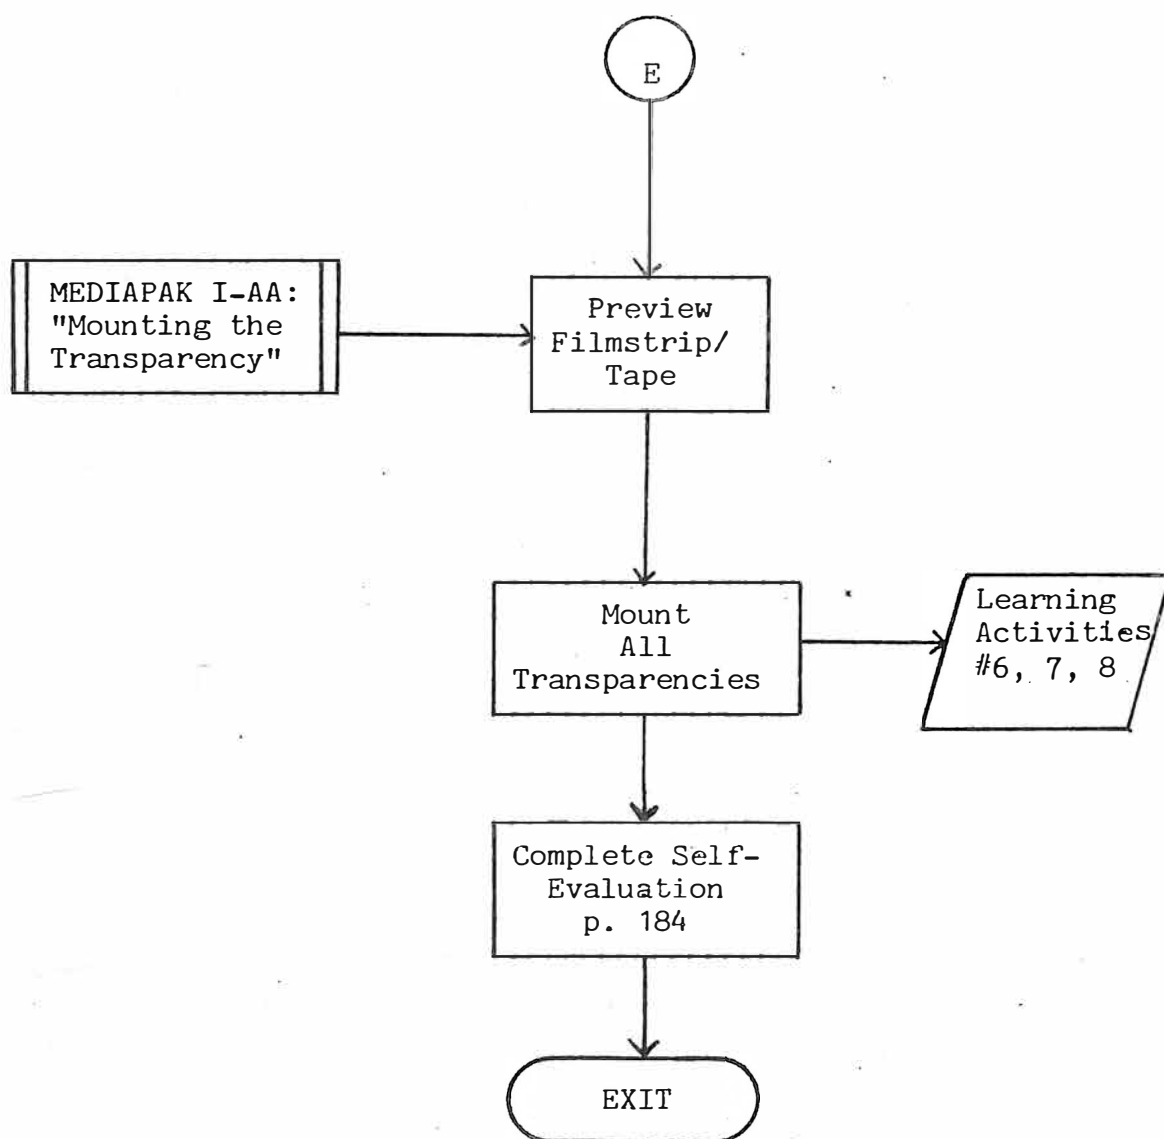 E
MEDIAPAK I-AA:
"Mounting the
Transparency"
Preview
Filmstrip/
Tape
Mount
All
Transparencies
Learning
Activities
#6, 7, 8
Complete Self-
Evaluation
p. 184
EXIT